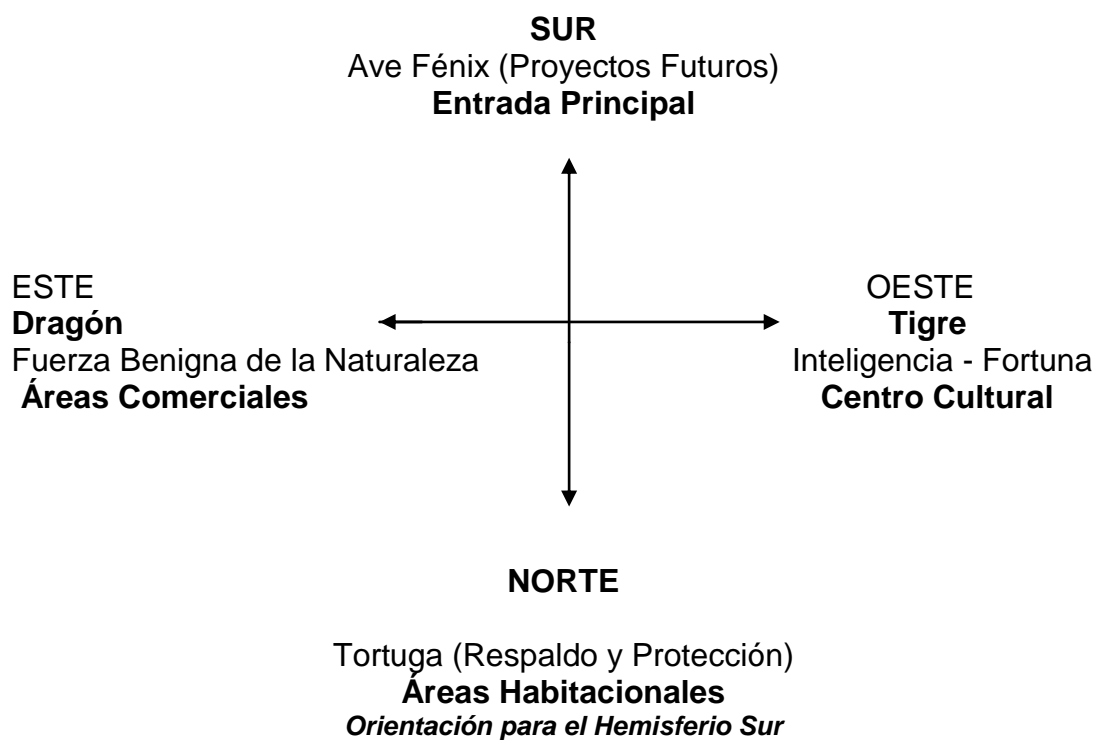 SUR
Ave Fénix (Proyectos Futuros)
Entrada Principal
ESTE
Dragón
Fuerza Benigna de la Naturaleza
Áreas Comerciales
OESTE
Tigre
Inteligencia - Fortuna
Centro Cultural
NORTE
Tortuga (Respaldo y Protección)
Áreas Habitacionales
Orientación para el Hemisferio Sur